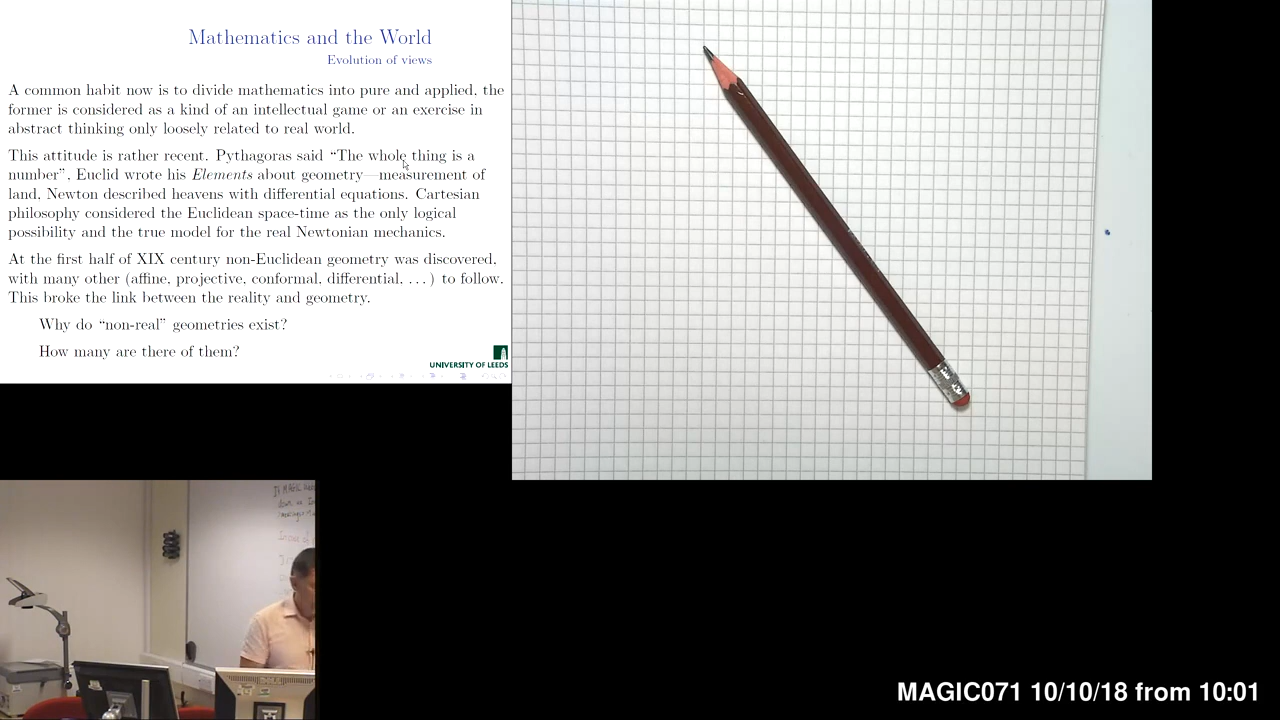 Mathematics and the World
Evolution of views
A common habit now is to divide mathematics into pure and applied, the
former is considered as a kind of an intellectual game or an exercise in
abstract thinking only loosely related to real world.
This attitude is rather recent. Pythagoras said “The whole thing is a
number”, Euclid wrote his Elements about geometry—measurement of
land, Newton described heavens with differential equations. Cartesian
philosophy considered the Euclidean space-time as the only logical
possibility and the true model for the real Newtonian mechanics.
At the first half of XIX century non-Euclidean geometry was discovered,
with many other (affine, projective, conformal, differential, ...) to follow.
This broke the link between the reality and geometry.
Why do “non-real” geometries exist?
How many are there of them?
UNIVERSITY OF LEEDS
MAGIC071 10/10/18 from 10:01